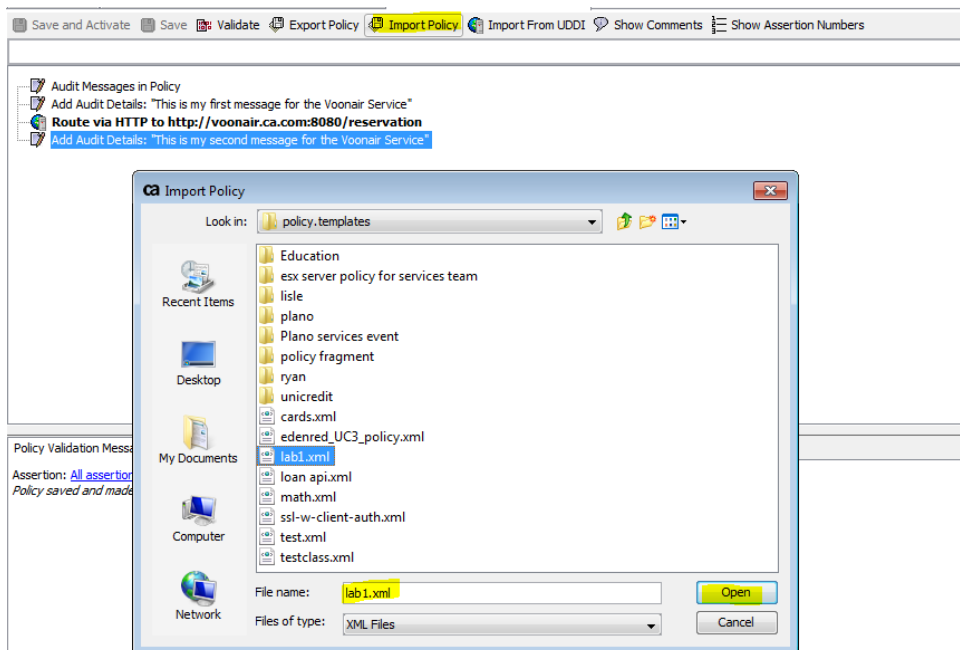 Save and Activate Save Validate Export Policy Import Policy Import From UDDI Show Comments Show Assertion Numbers
Audit Messages in Policy
Add Audit Details: "This is my first message for the Voonair Service"
Route via HTTP to http://voonair.ca.com:8080/reservation
Add Audit Details: "This is my second message for the Voonair Service"
ca Import Policy
Look in: policy.templates
Recent Items
Desktop
My Documents
Computer
Network
Education
esx server policy for services team
lisle
plano
Plano services event
policy fragment
ryan
unicredit
cards.xml
edenred_UC3_policy.xml
lab1.xml
loan api.xml
math.xml
ssl-w-client-auth.xml
test.xml
testclass.xml
File name: lab1.xml Open
Files of type: XML Files Cancel
Policy Validation Messa
Assertion: All assertion
Policy saved and made